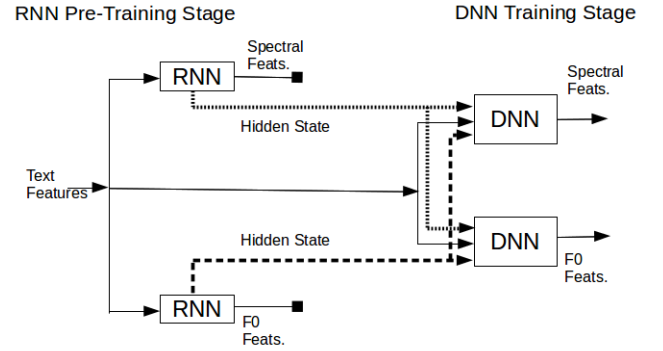 RNN Pre-Training Stage
DNN Training Stage
Spectral
Feats.
RNN
Hidden State
Spectral
Feats.
DNN
Text
Features
Hidden State
DNN
F0
Feats.
RNN
F0
Feats.